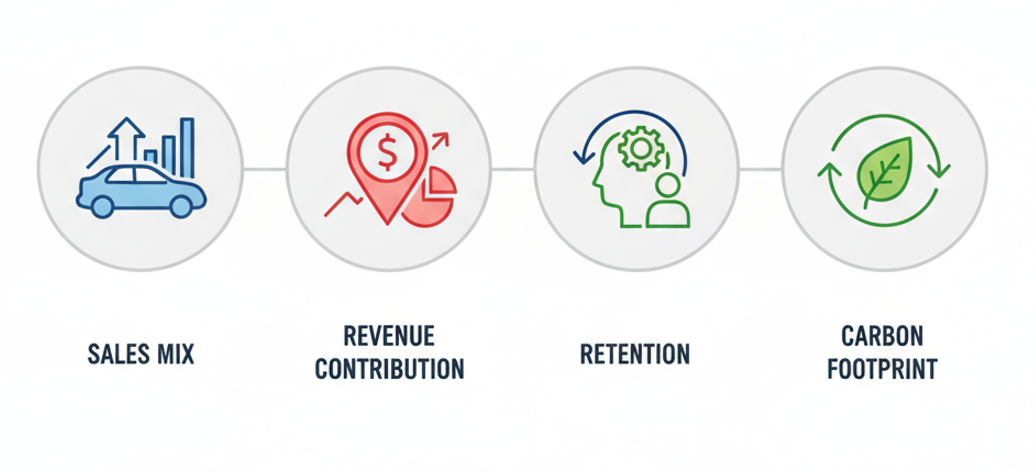 $
SALES MIX
REVENUE
CONTRIBUTION
RETENTION
CARBON
FOOTPRINT